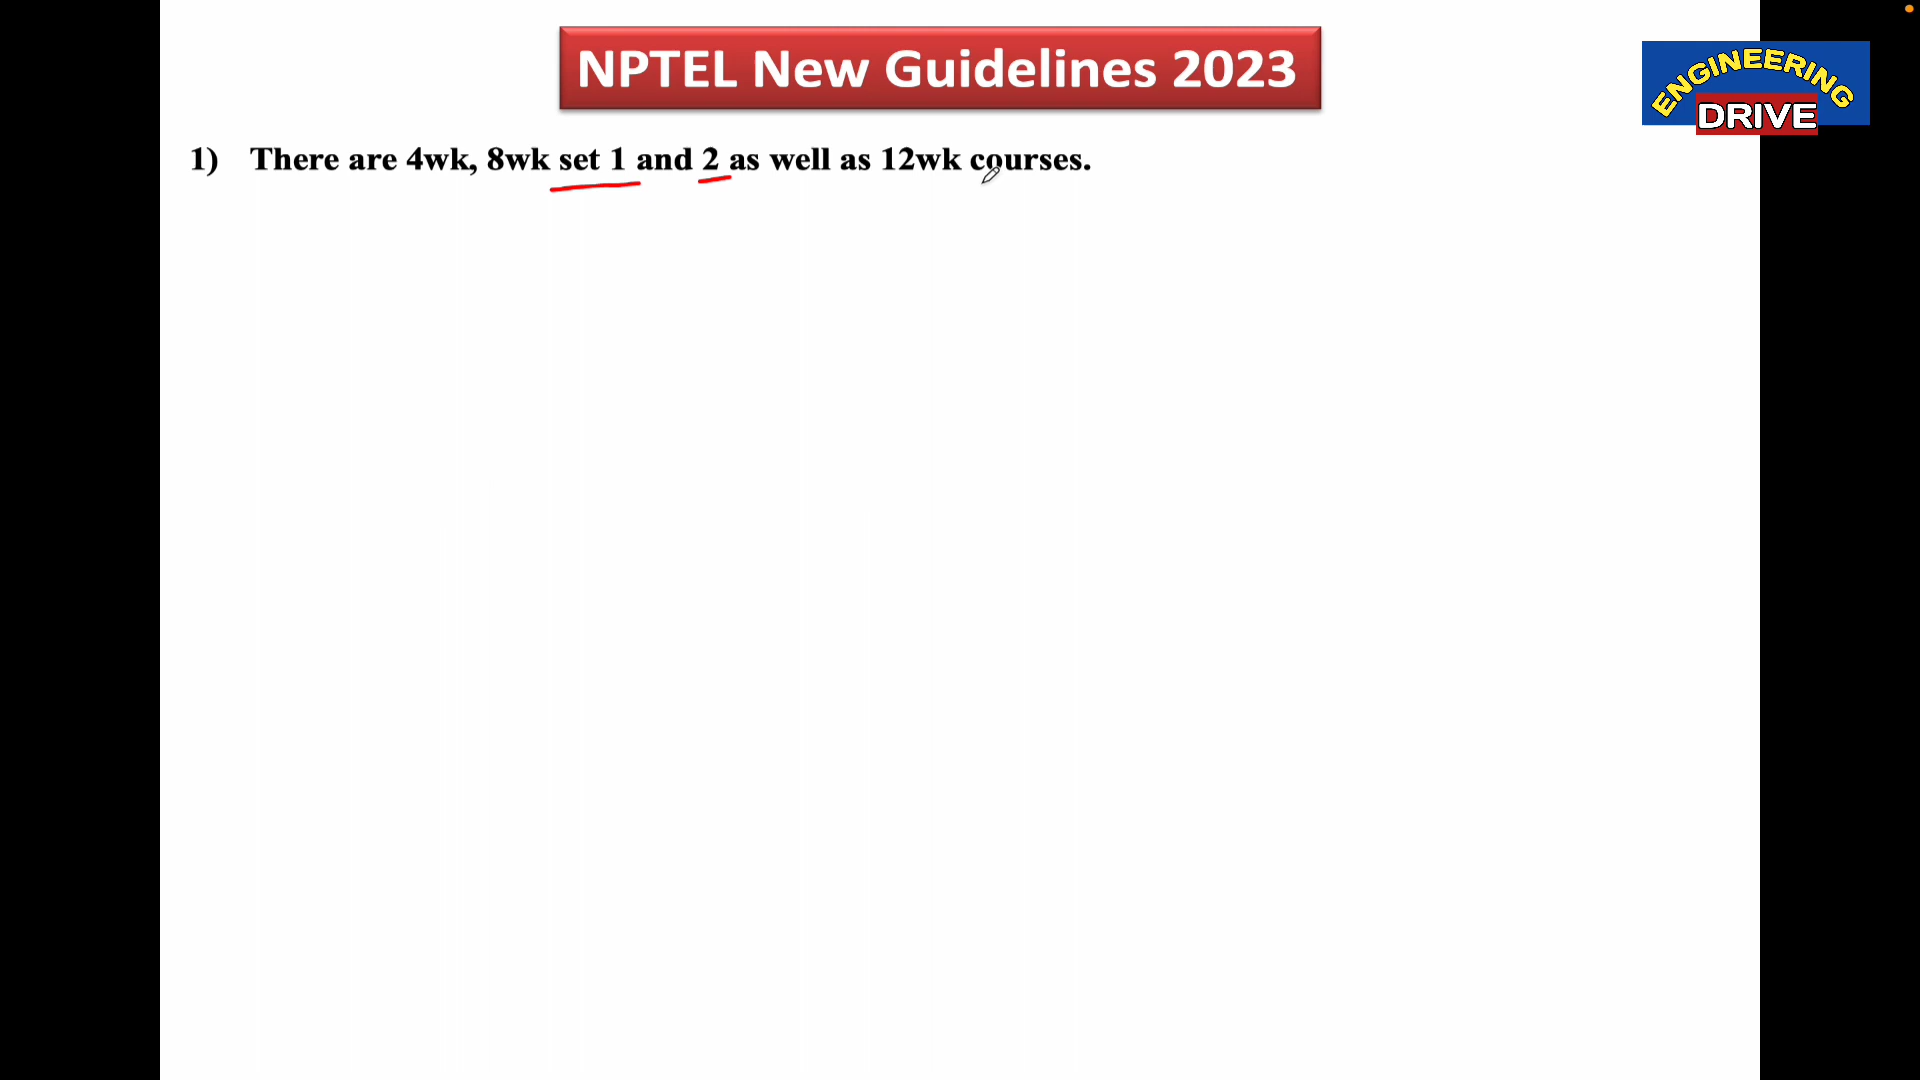 NPTEL New Guidelines 2023
ENGINEERING
DRIVE
1) There are 4wk, 8wk set 1 and 2 as well as 12wk courses.